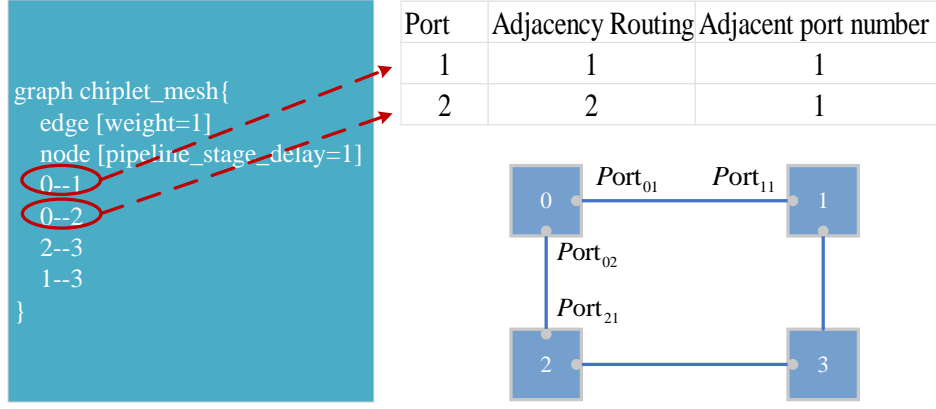 graph chiplet_mesh{
edge [weight=1]
node [pipeline_stage_delay=1]
0--1
0--2
2--3
1--3
}
Port Adjacency Routing Adjacent port number
1 1 1
2 2 1
0 Port01 Port11 1
Port02
Port21
2 3